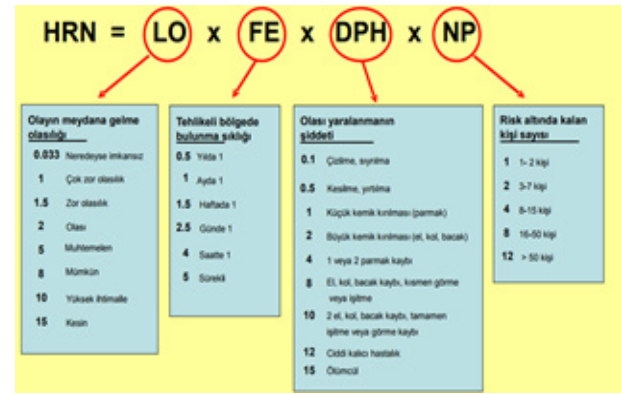 HRN = LO x FE x DPH x NP
Olayın meydana gelme
olasılığı
0.033 Neredeyse imkansız
1 Çok zor olasılık
1.5 Zor olasılık
2 Olası
5 Muhtemelen
8 Mümkün
10 Yüksek ihtimalle
15 Kesin
Tehlikeli bölgede
bulunma sıklığı
0.5 Yılda 1
1 Ayda 1
1.5 Haftada 1
2.5 Günde 1
4 Saatte 1
5 Sürekli
Olası yaralanmanın
şiddeti
0.1 Çizilme, sıyrılma
0.5 Kesilme, yırtılma
1 Küçük kemik kırılması (parmak)
2 Büyük kemik kırılması (el, kol, bacak)
4 1 veya 2 parmak kaybı
8 El, kol, bacak kaybı, kısmen görme
veya işitme
10 2 el, kol, bacak kaybı, tamamen
işitme veya görme kaybı
12 Ciddi kalıcı hastalık
15 Ölümcül
Risk altında kalan
kişi sayısı
1 1- 2 kişi
2 3-7 kişi
4 8-15 kişi
8 16-50 kişi
12 > 50 kişi